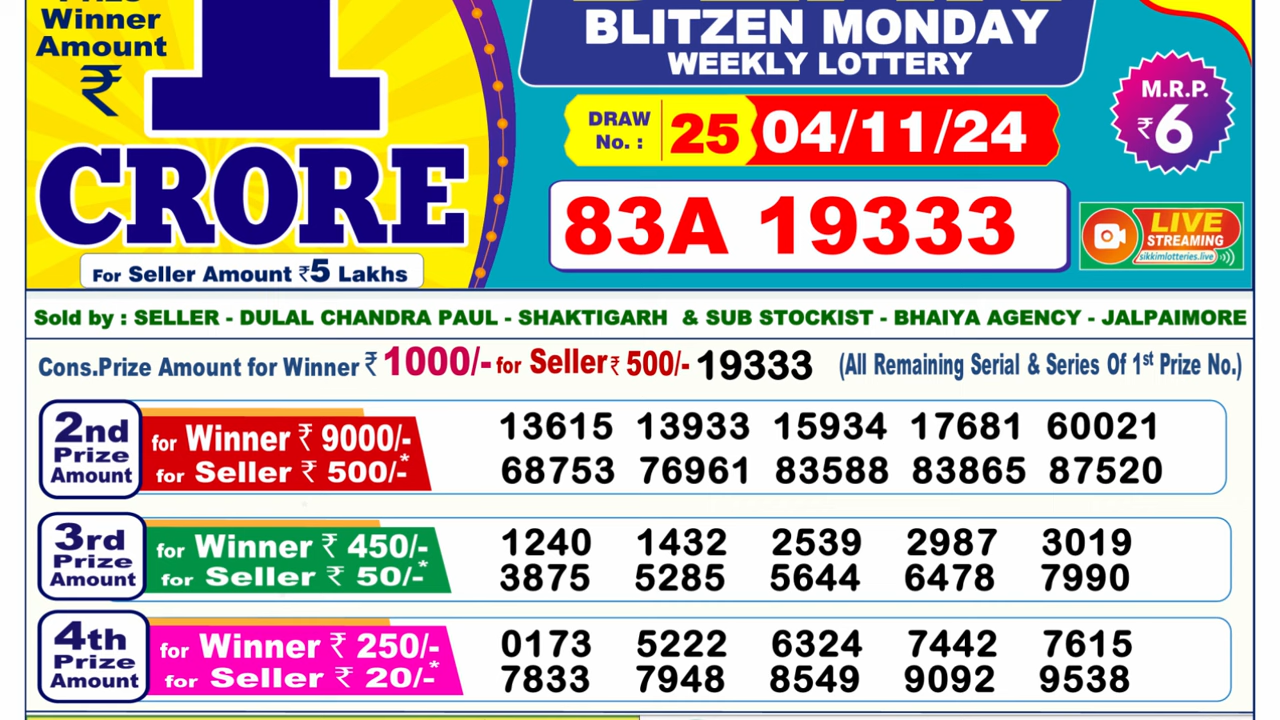 Winner
Amount
₹
1
CRORE
For Seller Amount ₹5 Lakhs
BLITZEN MONDAY
WEEKLY LOTTERY
DRAW No. : 25 04/11/24
83A 19333
M.R.P.
₹6
LIVE
STREAMING
sikkimlotteries.live
Sold by : SELLER - DULAL CHANDRA PAUL - SHAKTIGARH & SUB STOCKIST - BHAIYA AGENCY - JALPAIMORE
Cons.Prize Amount for Winner ₹ 1000/- for Seller ₹ 500/- 19333 (All Remaining Serial & Series Of 1st Prize No.)
2nd
Prize
Amount
for Winner ₹ 9000/-
for Seller ₹ 500/-*
13615 13933 15934 17681 60021
68753 76961 83588 83865 87520
3rd
Prize
Amount
for Winner ₹ 450/-
for Seller ₹ 50/-*
1240 1432 2539 2987 3019
3875 5285 5644 6478 7990
4th
Prize
Amount
for Winner ₹ 250/-
for Seller ₹ 20/-*
0173 5222 6324 7442 7615
7833 7948 8549 9092 9538